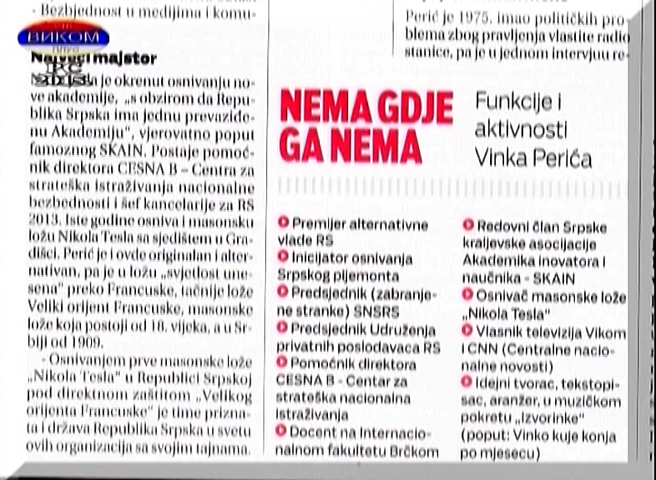 - Bezbjednost u medijima i komu-
ВИКОМ
majstor
je okrenut osnivanju no-
ve akademije, „s obzirom da Repu-
blika Srpska ima jednu prevaziđe-
nu Akademiju“, vjerovatno poput
famoznog SKAIN. Postaje pomoć-
nik direktora CESNA B – Centra za
strateška istraživanja nacionalne
bezbednosti i šef kancelarije za RS
2013. Iste godine osniva i masonsku
ložu Nikola Tesla sa sjedištem u Gra-
dišci. Perić je i ovde originalan i alter-
nativan, pa je u ložu „svjetlost une-
sena“ preko Francuske, tačnije lože
Veliki orijent Francuske, masonske
lože koja postoji od 18. vijeka, a u Sr-
biji od 1909.
- Osnivanjem prve masonske lože
„Nikola Tesla“ u Republici Srpskoj
pod direktnom zaštitom „Velikog
orijenta Francuske“ je time prizna-
ta i država Republika Srpska u svetu
ovih organizacija sa svojim tajnama.
Perić je 1975. imao političkih pro-
blema zbog pravljenja vlastite radio
stanice, pa je u jednom intervjuu re-
NEMA GDJE
GA NEMA
Funkcije i
aktivnosti
Vinka Perića
Premijer alternativne
vlade RS
Inicijator osnivanja
Srpskog pijemonta
Predsjednik (zabranje-
ne stranke) SNSRS
Predsjednik Udruženja
privatnih poslodavaca RS
Pomoćnik direktora
CESNA B - Centar za
strateška nacionalna
istraživanja
Docent na Internacio-
nalnom fakultetu Brčkom
Redovni član Srpske
kraljevske asocijacije
Akademika inovatora i
naučnika - SKAIN
Osnivač masonske lože
„Nikola Tesla“
Vlasnik televizija Vikom
i CNN (Centralne nacio-
nalne novosti)
Idejni tvorac, tekstopi-
sac, aranžer, u muzičkom
pokretu „Izvorinke“
(poput: Vinko kuje konja
po mjesecu)